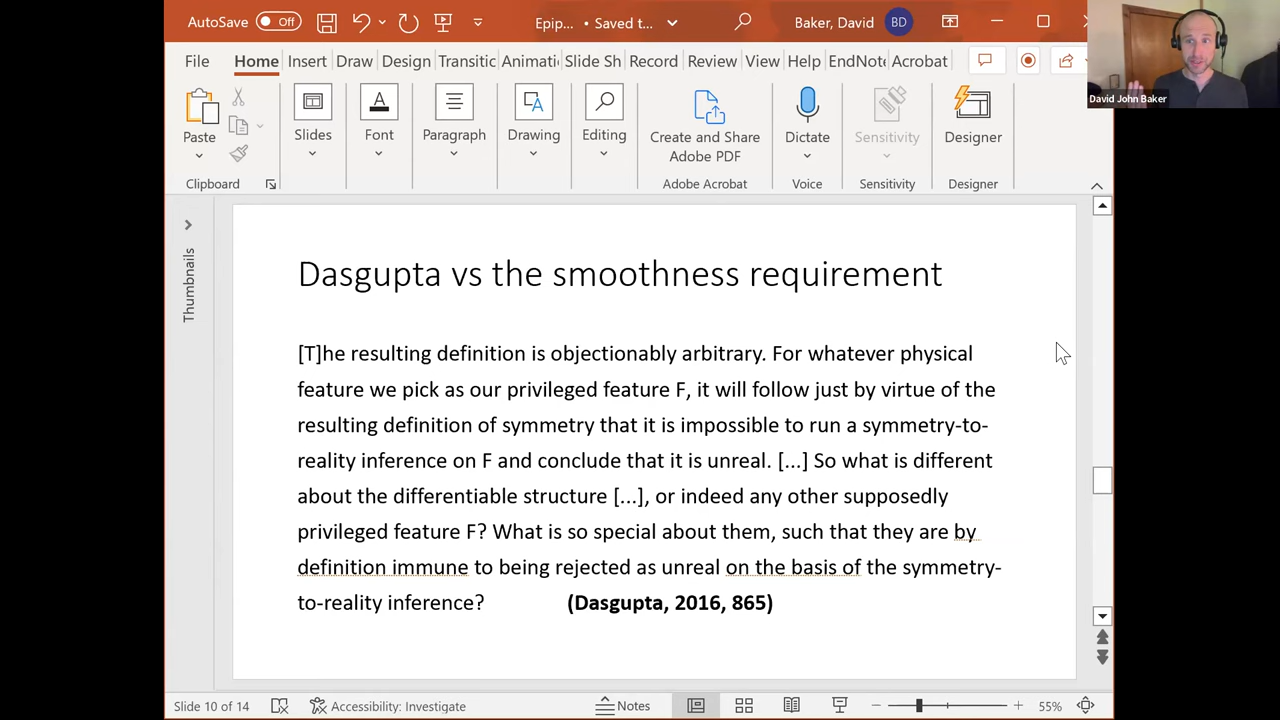 AutoSave Off Epip... • Saved t... Baker, David BD
File Home Insert Draw Design Transitic Animati Slide Sh Record Review View Help EndNote Acrobat
Paste Slides Font Paragraph Drawing Editing Create and Share Dictate Sensitivity Designer
Adobe PDF
Clipboard Adobe Acrobat Voice Sensitivity Designer
David John Baker
Thumbnails
Dasgupta vs the smoothness requirement
[T]he resulting definition is objectionably arbitrary. For whatever physical
feature we pick as our privileged feature F, it will follow just by virtue of the
resulting definition of symmetry that it is impossible to run a symmetry-to-
reality inference on F and conclude that it is unreal. [...] So what is different
about the differentiable structure [...], or indeed any other supposedly
privileged feature F? What is so special about them, such that they are by
definition immune to being rejected as unreal on the basis of the symmetry-
to-reality inference? (Dasgupta, 2016, 865)
Slide 10 of 14 Accessibility: Investigate Notes 55%